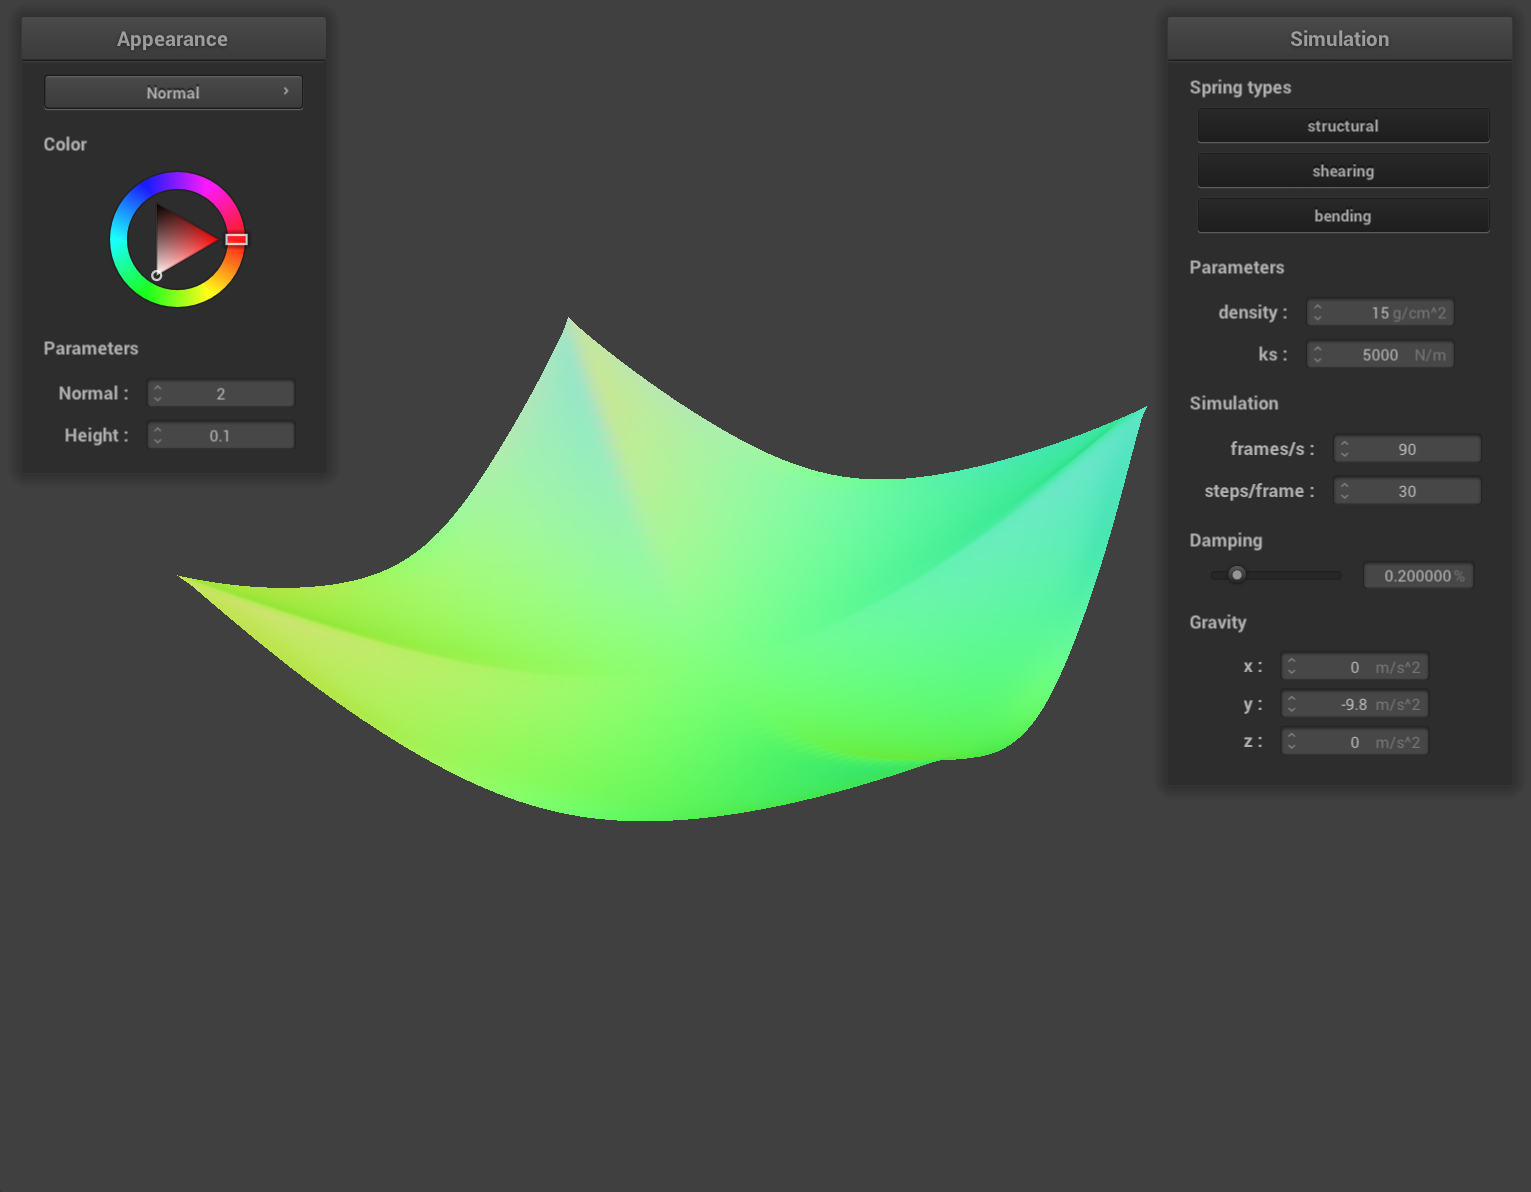 Appearance
Normal
Color
Parameters
Normal : 2
Height : 0.1
Simulation
Spring types
structural
shearing
bending
Parameters
density : 15 g/cm^2
ks : 5000 N/m
Simulation
frames/s : 90
steps/frame : 30
Damping
0.200000 %
Gravity
x : 0 m/s^2
y : -9.8 m/s^2
z : 0 m/s^2